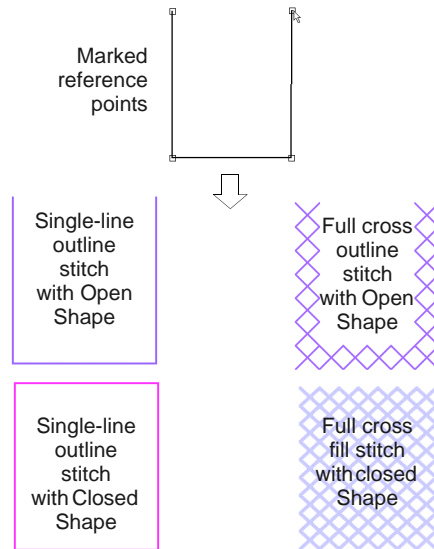 Marked
reference
points
Single-line
outline
stitch
with Open
Shape
Full cross
outline
stitch
with Open
Shape
Single-line
outline
stitch
with Closed
Shape
Full cross
fill stitch
with closed
Shape